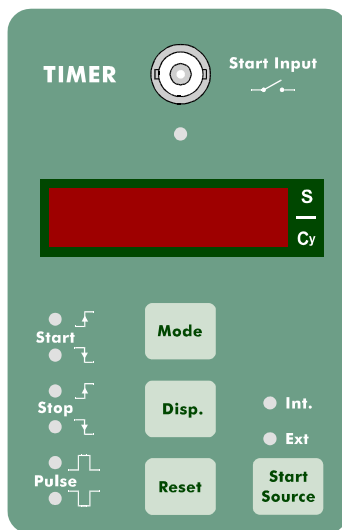 TIMER
Start Input
S
Cy
Start
Mode
Stop
Disp.
Int.
Ext
Pulse
Reset
Start
Source